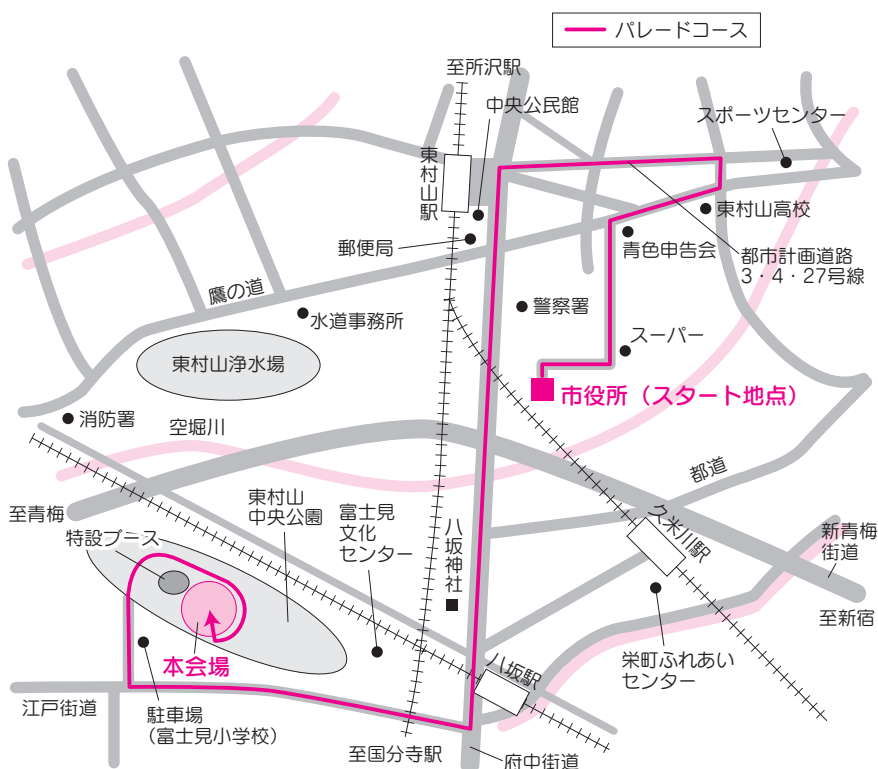 パレードコース
至所沢駅
中央公民館
スポーツセンター
東村山駅
東村山高校
郵便局
青色申告会
都市計画道路
3・4・27号線
鷹の道
水道事務所
警察署
スーパー
東村山浄水場
市役所（スタート地点）
消防署
空堀川
都道
至青梅
東村山
中央公園
富士見
文化
センター
八坂神社
久米川駅
新青梅
街道
特設ブース
至新宿
本会場
八坂駅
栄町ふれあい
センター
江戸街道
駐車場
（富士見小学校）
至国分寺駅
府中街道